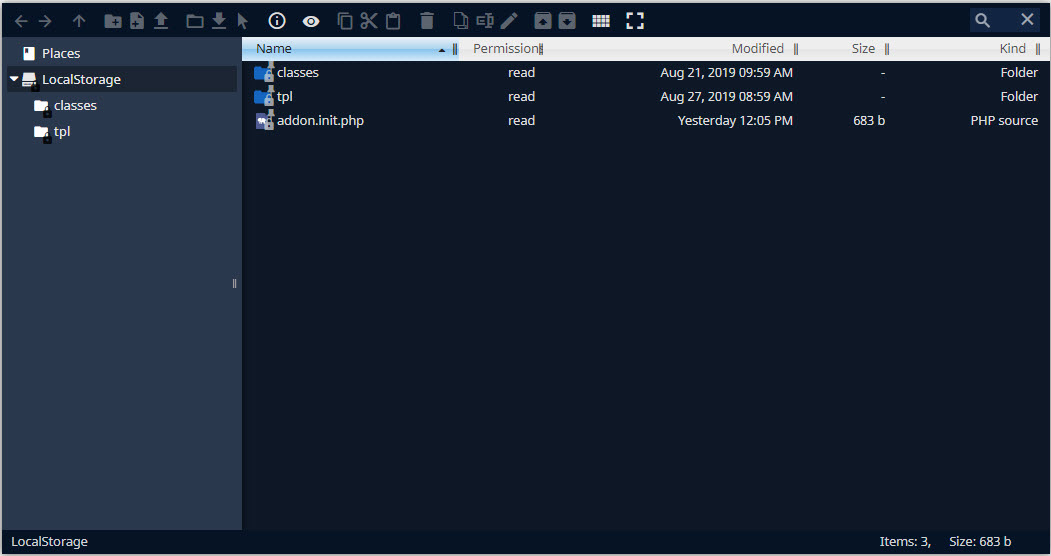 Places
LocalStorage
classes
tpl
Name Permission Modified Size Kind
classes read Aug 21, 2019 09:59 AM - Folder
tpl read Aug 27, 2019 08:59 AM - Folder
addon.init.php read Yesterday 12:05 PM 683 b PHP source
LocalStorage Items: 3, Size: 683 b